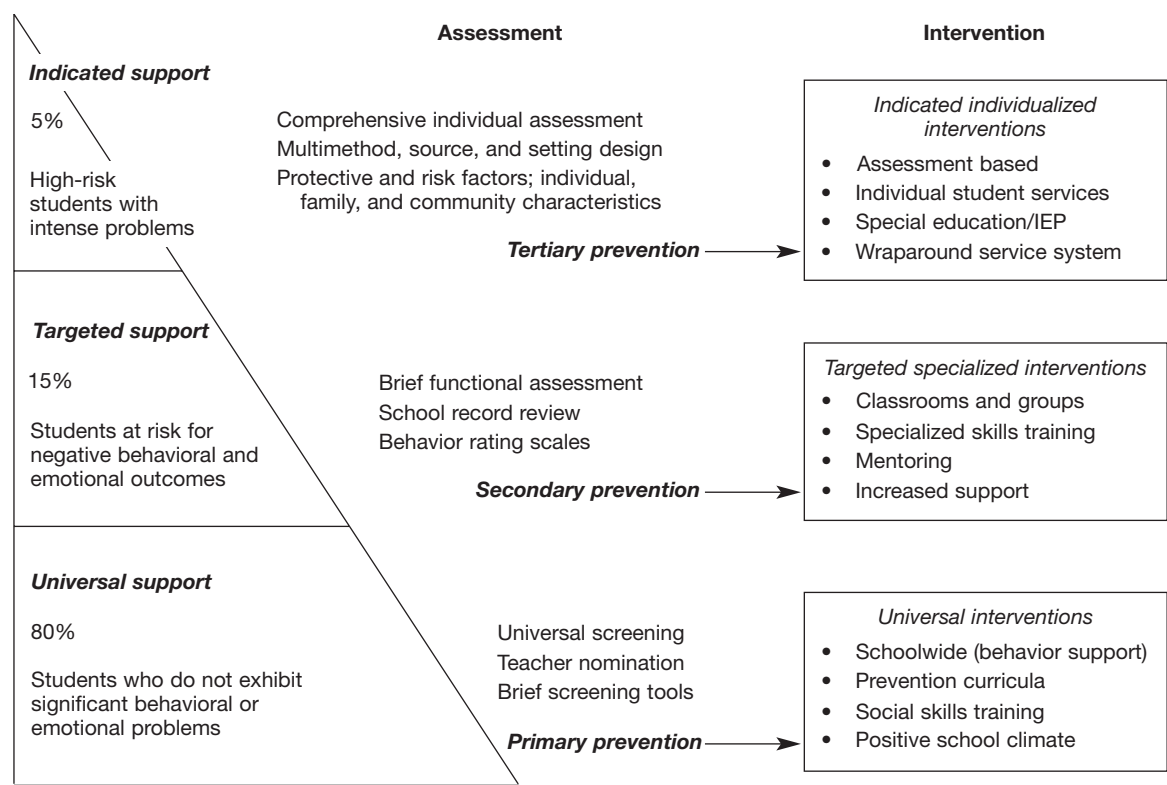 Assessment
Intervention
Indicated support
5%
High-risk
students with
intense problems
Comprehensive individual assessment
Multimethod, source, and setting design
Protective and risk factors; individual,
family, and community characteristics
Tertiary prevention
Indicated individualized
interventions
• Assessment based
• Individual student services
• Special education/IEP
• Wraparound service system
Targeted support
15%
Students at risk for
negative behavioral and
emotional outcomes
Brief functional assessment
School record review
Behavior rating scales
Secondary prevention
Targeted specialized interventions
• Classrooms and groups
• Specialized skills training
• Mentoring
• Increased support
Universal support
80%
Students who do not exhibit
significant behavioral or
emotional problems
Universal screening
Teacher nomination
Brief screening tools
Primary prevention
Universal interventions
• Schoolwide (behavior support)
• Prevention curricula
• Social skills training
• Positive school climate